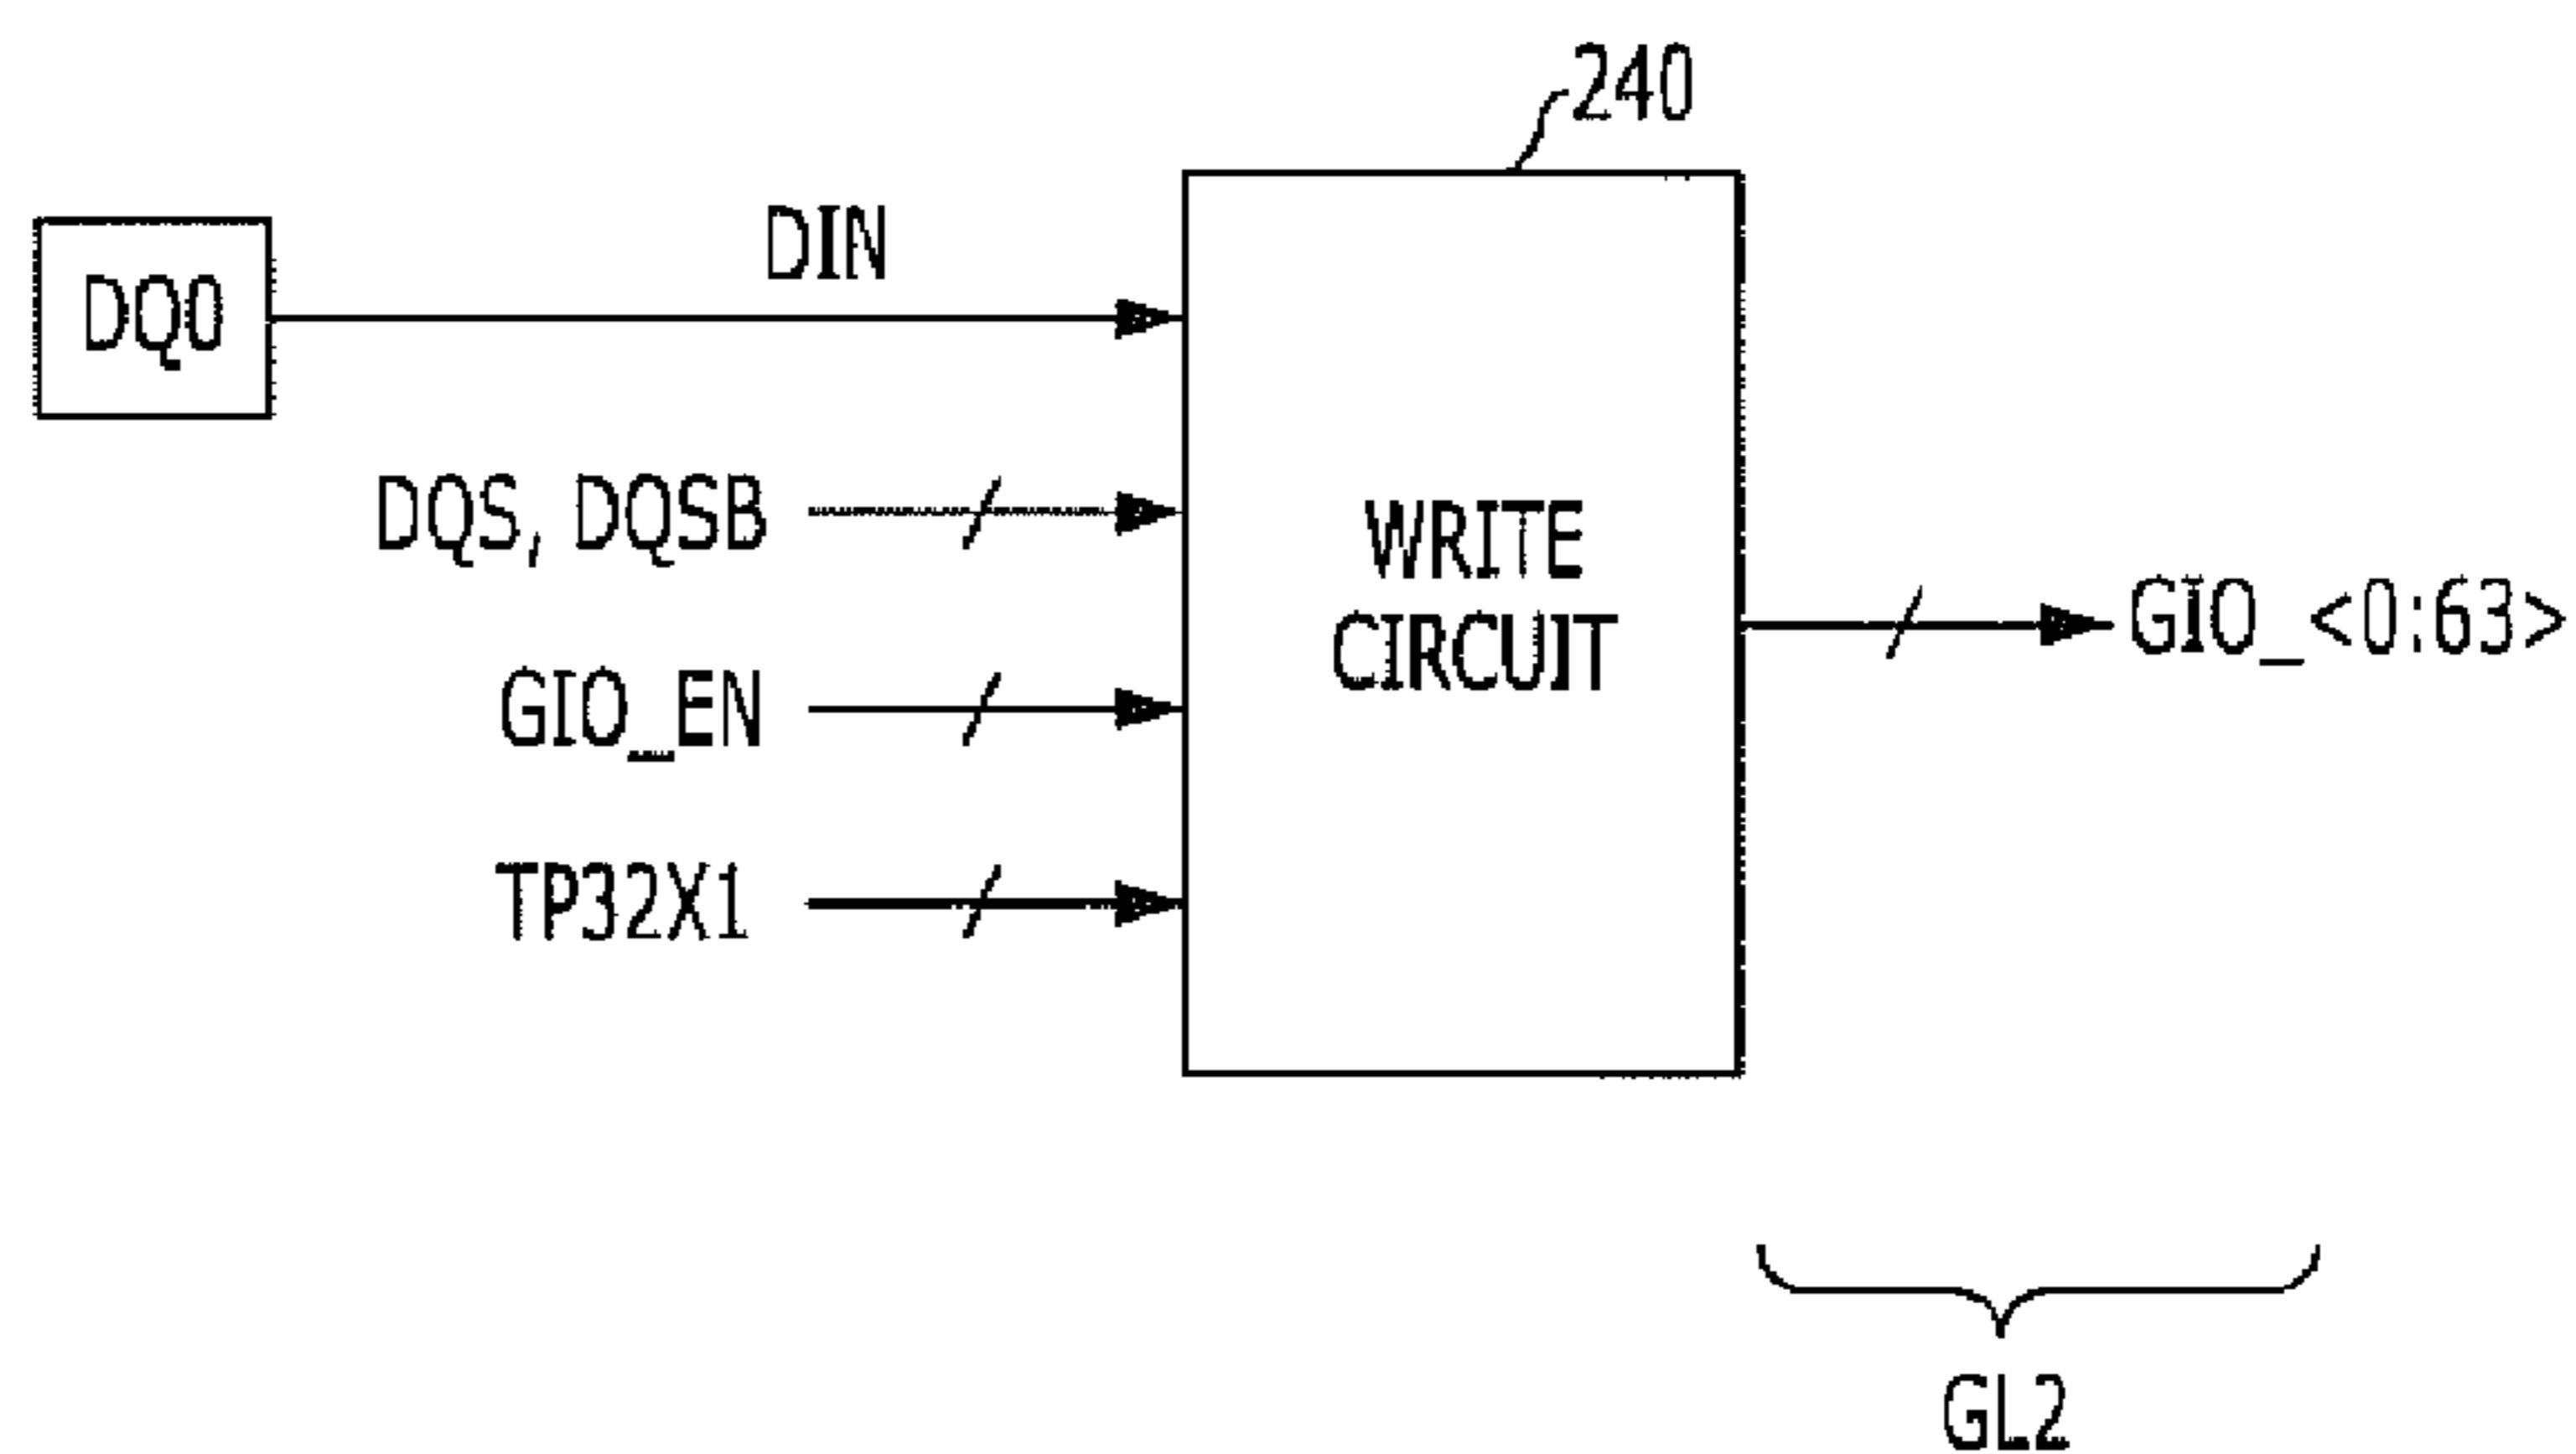 240
DIN
DQ0
DQS, DQSB
WRITE
CIRCUIT
GIO_<0:63>
GIO_EN
TP32X1
GL2